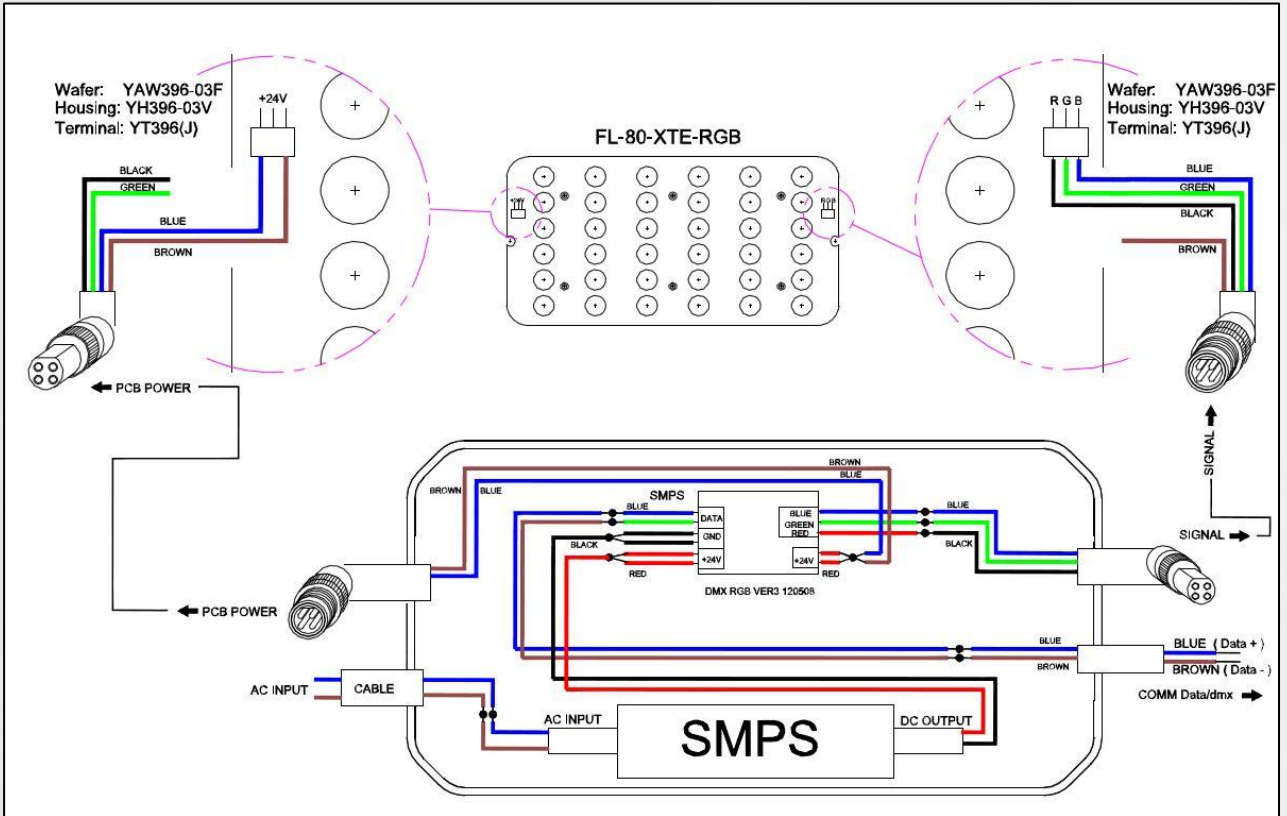 Wafer: YAW396-03F
Housing: YH396-03V
Terminal: YT396(J)
+24V
BLACK
GREEN
BLUE
BROWN
PCB POWER
FL-80-XTE-RGB
+24V
RGB
Wafer: YAW396-03F
Housing: YH396-03V
Terminal: YT396(J)
R G B
BLUE
GREEN
BLACK
BROWN
SIGNAL
SIGNAL
BROWN
BLUE
BROWN
BLUE
SMPS
BLUE
DATA
GND
+24V
BLACK
RED
BLUE
GREEN
RED
+24V
RED
BLUE
BLACK
DMX RGB VER3 120508
PCB POWER
BLUE
BROWN
BLUE ( Data + )
BROWN ( Data - )
COMM Data/dmx
AC INPUT
CABLE
AC INPUT
SMPS
DC OUTPUT